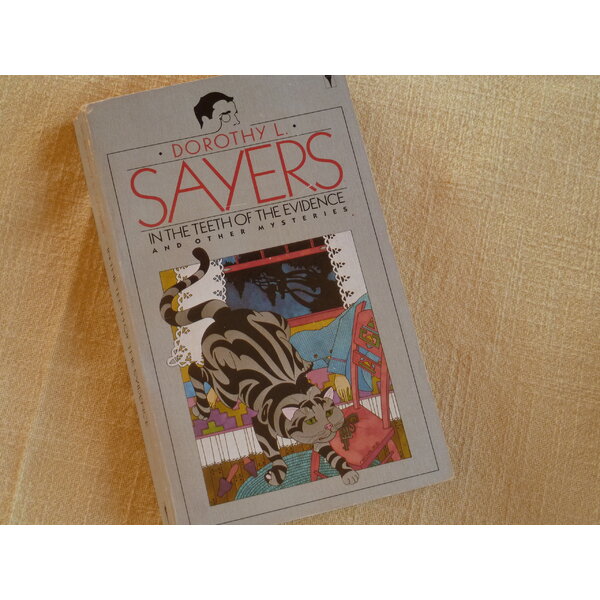 · DOROTHY L. ·
SAYERS
IN THE TEETH OF THE EVIDENCE
AND OTHER MYSTERIES